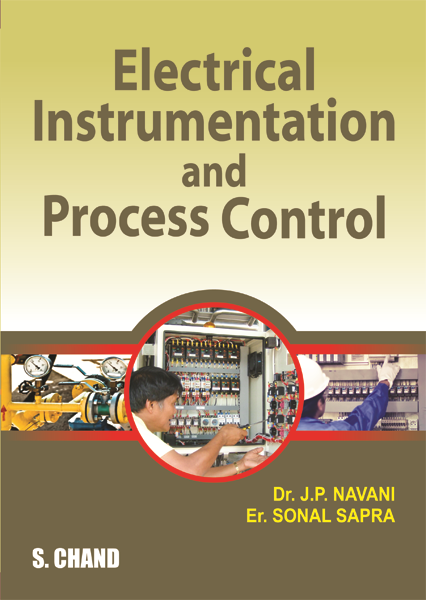 Electrical
Instrumentation
and
Process Control
Dr. J.P. NAVANI
Er. SONAL SAPRA
S. CHAND